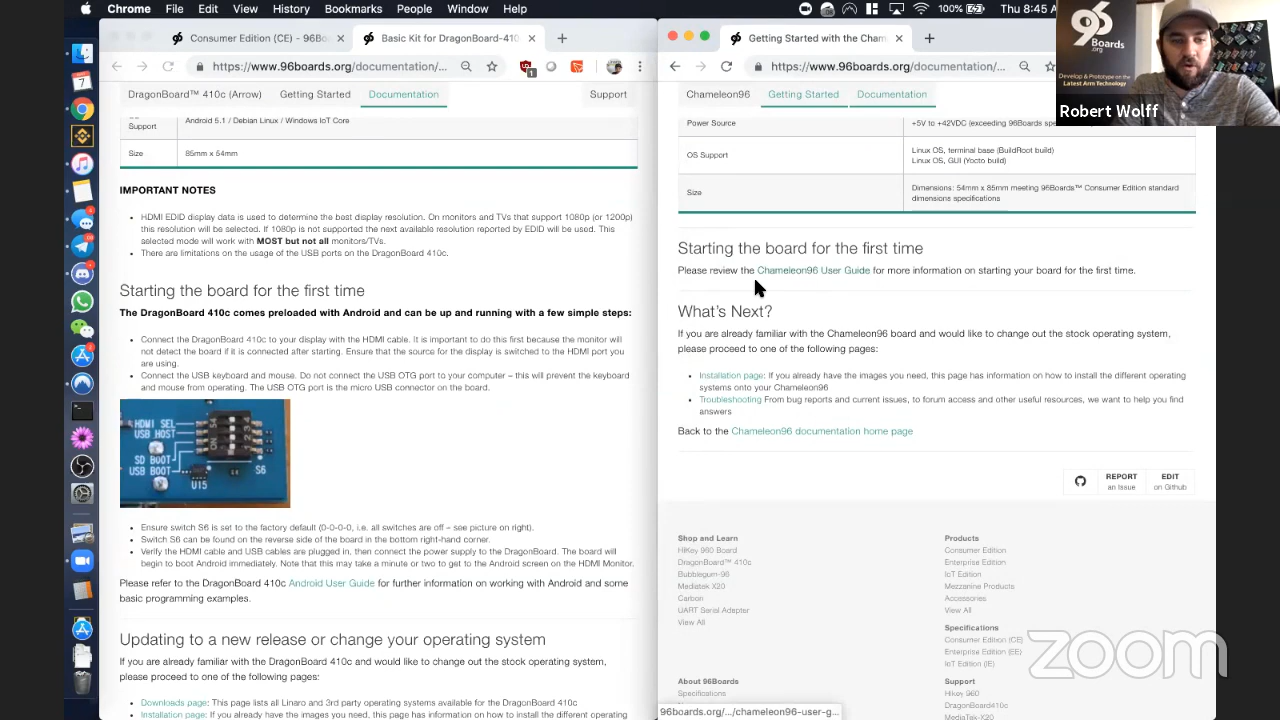 Chrome File Edit View History Bookmarks People Window Help
100% Thu 8:45 A
Consumer Edition (CE) - 96Bo
Basic Kit for DragonBoard-410
Getting Started with the Cham
https://www.96boards.org/documentation/...
https://www.96boards.org/documentation/...
DragonBoard™ 410c (Arrow) Getting Started Documentation Support
Support Android 5.1 / Debian Linux / Windows IoT Core
Size 85mm x 54mm
IMPORTANT NOTES
HDMI EDID display data is used to determine the best display resolution. On monitors and TVs that support 1080p (or 1200p)
this resolution will be selected. If 1080p is not supported the next available resolution reported by EDID will be used. This
selected mode will work with MOST but not all monitors/TVs.
There are limitations on the usage of the USB ports on the DragonBoard 410c.
Starting the board for the first time
The DragonBoard 410c comes preloaded with Android and can be up and running with a few simple steps:
Connect the DragonBoard 410c to your display with the HDMI cable. It is important to do this first because the monitor will
not detect the board if it is connected after starting. Ensure that the source for the display is switched to the HDMI port you
are using.
Connect the USB keyboard and mouse. Do not connect the USB OTG port to your computer – this will prevent the keyboard
and mouse from operating. The USB OTG port is the micro USB connector on the board.
HDMI SEL
USB HOST
SD BOOT
USB BOOT
U15
S6
Ensure switch S6 is set to the factory default (0-0-0-0, i.e. all switches are off – see picture on right).
Switch S6 can be found on the reverse side of the board in the bottom right-hand corner.
Verify the HDMI cable and USB cables are plugged in, then connect the power supply to the DragonBoard. The board will
begin to boot Android immediately. Note that this may take a minute or two to get to the Android screen on the HDMI Monitor.
Please refer to the DragonBoard 410c Android User Guide for further information on working with Android and some
basic programming examples.
Updating to a new release or change your operating system
If you are already familiar with the DragonBoard 410c and would like to change out the stock operating system,
please proceed to one of the following pages:
Downloads page: This page lists all Linaro and 3rd party operating systems available for the DragonBoard 410c
Installation page: If you already have the images you need, this page has information on how to install the different operating
Chameleon96 Getting Started Documentation
Power Source +5V to +42VDC (exceeding 96Boards spe
OS Support Linux OS, terminal base (BuildRoot build)
Linux OS, GUI (Yocto build)
Size Dimensions: 54mm x 85mm meeting 96Boards™ Consumer Edition standard
dimensions specifications
Starting the board for the first time
Please review the Chameleon96 User Guide for more information on starting your board for the first time.
What's Next?
If you are already familiar with the Chameleon96 board and would like to change out the stock operating system,
please proceed to one of the following pages:
Installation page: If you already have the images you need, this page has information on how to install the different operating
systems onto your Chameleon96
Troubleshooting From bug reports and current issues, to forum access and other useful resources, we want to help you find
answers
Back to the Chameleon96 documentation home page
REPORT
an Issue
EDIT
on Github
Shop and Learn
HiKey 960 Board
DragonBoard™ 410c
Bubblegum-96
Mediatek X20
Carbon
UART Serial Adapter
View All
About 96Boards
Specifications
Products
Consumer Edition
Enterprise Edition
IoT Edition
Mezzanine Products
Accessories
View All
Specifications
Consumer Edition (CE)
Enterprise Edition (EE)
IoT Edition (IE)
Support
Hikey 960
DragonBoard410c
MediaTek-X20
96boards.org/.../chameleon96-user-g...
96
Boards
.org
Develop & Prototype on the
Latest Arm Technology
Robert Wolff
zoom